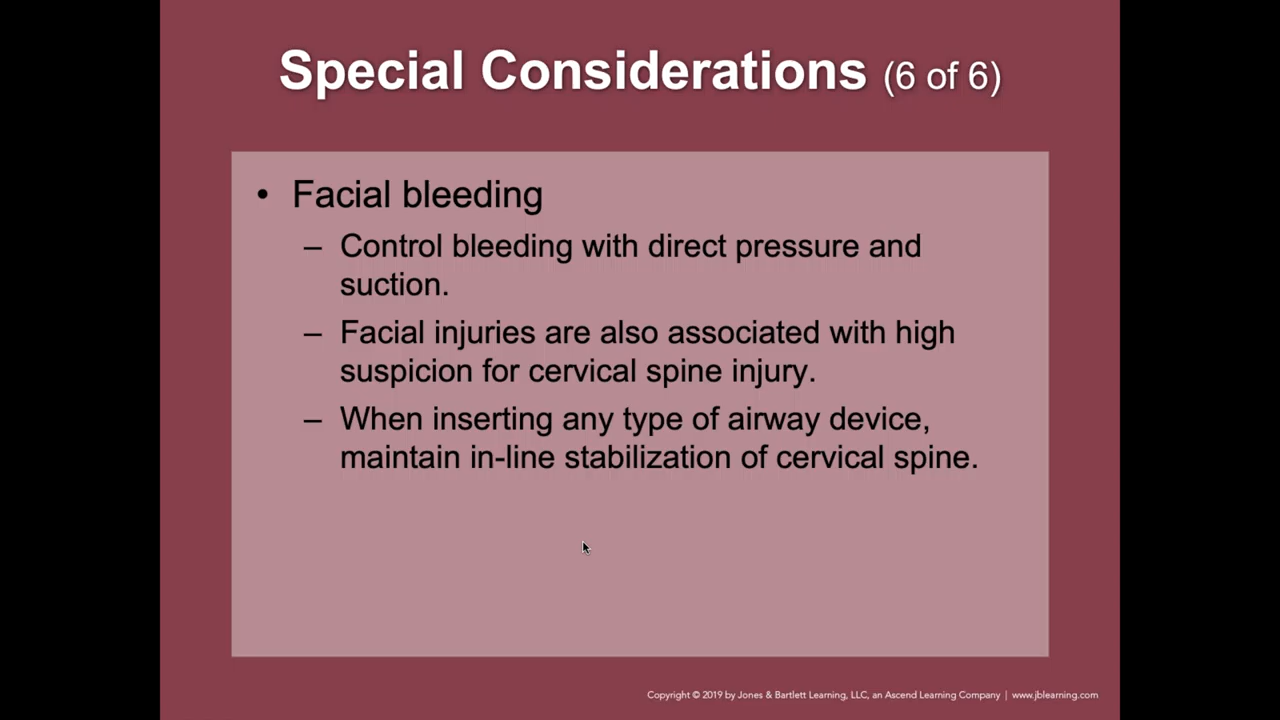 Special Considerations (6 of 6)
• Facial bleeding
– Control bleeding with direct pressure and
suction.
– Facial injuries are also associated with high
suspicion for cervical spine injury.
– When inserting any type of airway device,
maintain in-line stabilization of cervical spine.
Copyright © 2019 by Jones & Bartlett Learning, LLC, an Ascend Learning Company | www.jblearning.com